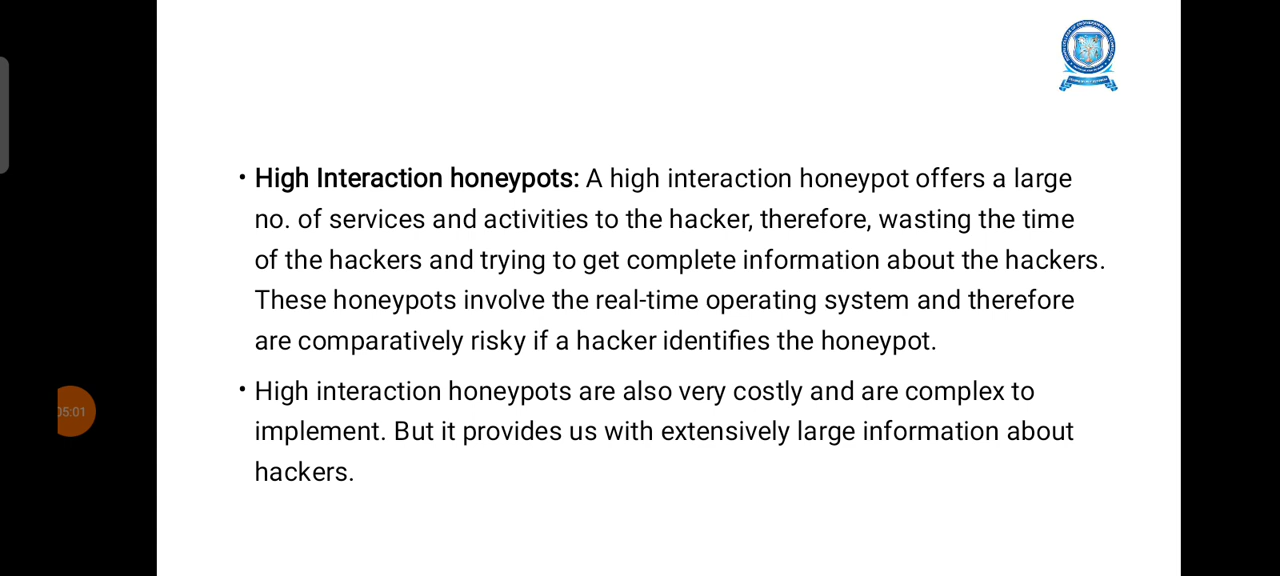 • High Interaction honeypots: A high interaction honeypot offers a large
no. of services and activities to the hacker, therefore, wasting the time
of the hackers and trying to get complete information about the hackers.
These honeypots involve the real-time operating system and therefore
are comparatively risky if a hacker identifies the honeypot.
• High interaction honeypots are also very costly and are complex to
implement. But it provides us with extensively large information about
hackers.
05:01